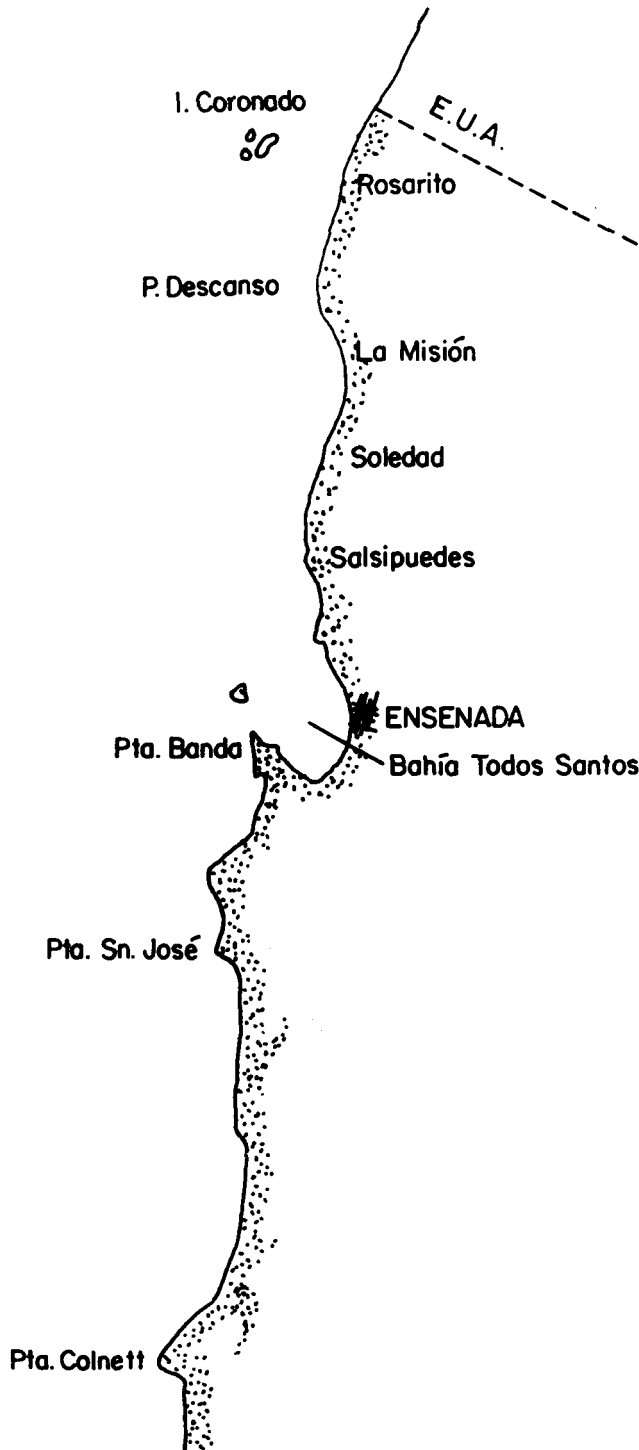 I. Coronado
E.U.A.
Rosarito
P. Descanso
La Misión
Soledad
Salsipuedes
ENSENADA
Pta. Banda
Bahía Todos Santos
Pta. Sn. José
Pta. Colnett